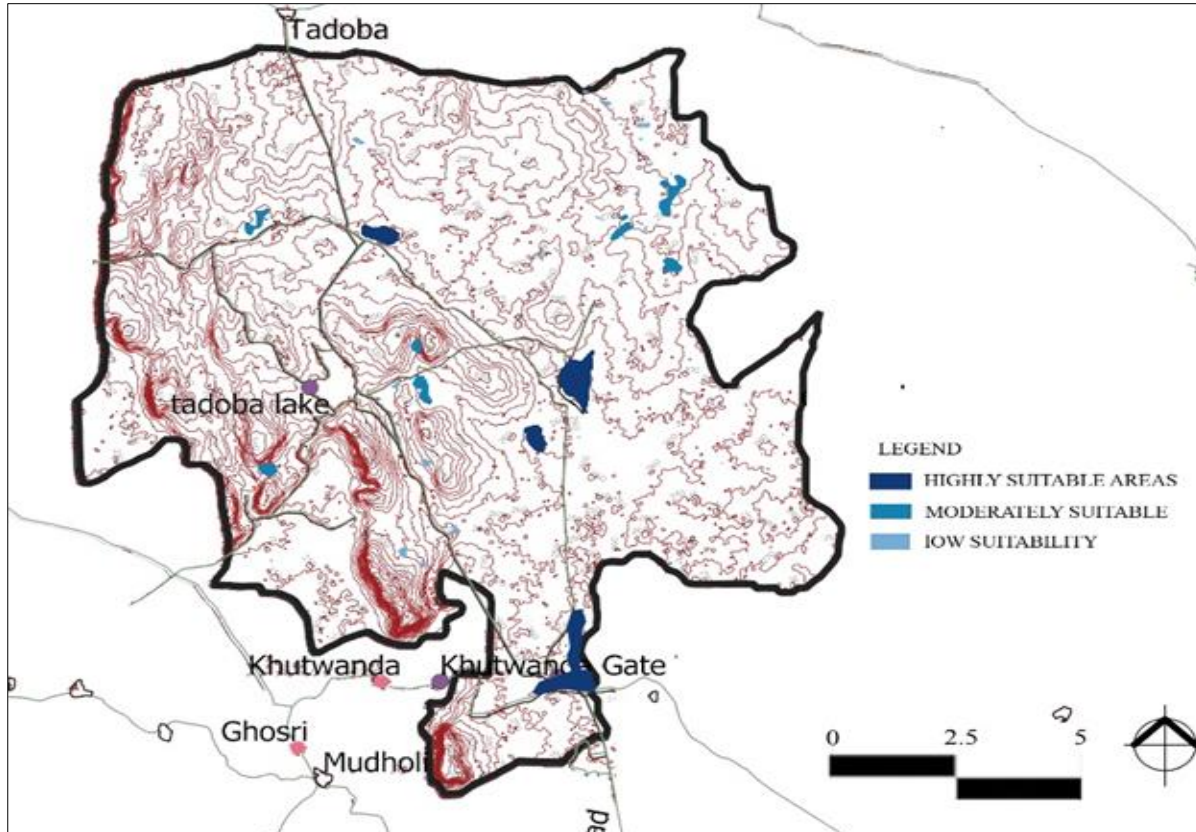 Tadoba
tadoba lake
LEGEND
HIGHLY SUITABLE AREAS
MODERATELY SUITABLE
lOW SUITABILITY
Khutwanda
Khutwanda Gate
Ghosri
Mudholi
0 2.5 5